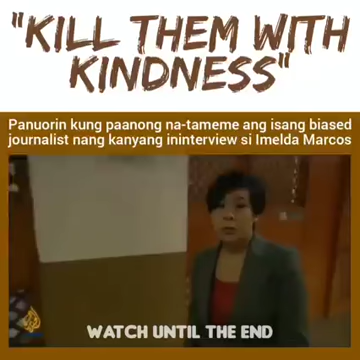 "KILL THEM WITH
KINDNESS"
Panuorin kung paanong na-tameme ang isang biased
journalist nang kanyang ininterview si Imelda Marcos
WATCH UNTIL THE END